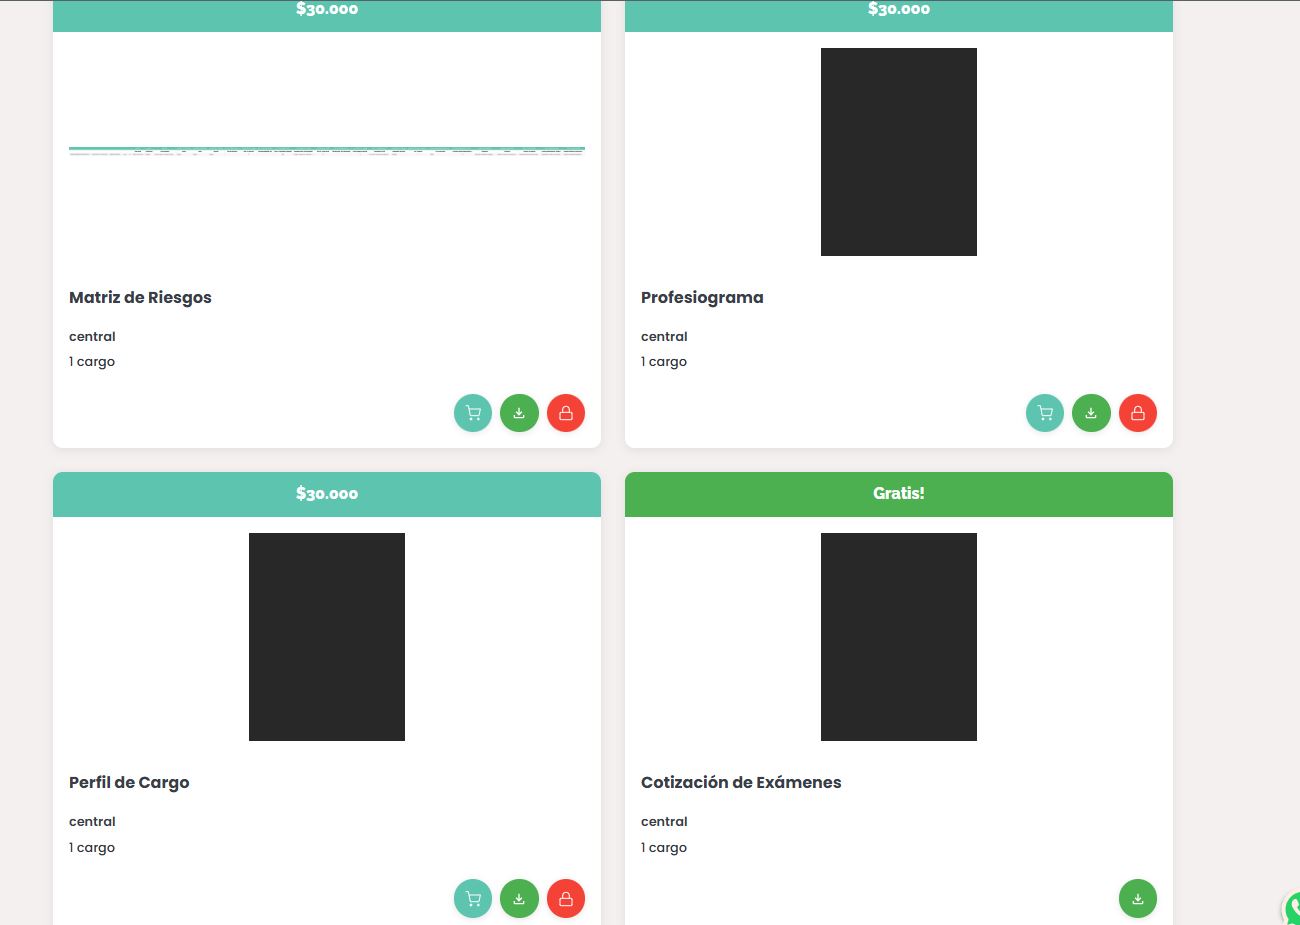 $30.000
$30.000
Matriz de Riesgos
central
1 cargo
Profesiograma
central
1 cargo
$30.000
Gratis!
Perfil de Cargo
central
1 cargo
Cotización de Exámenes
central
1 cargo